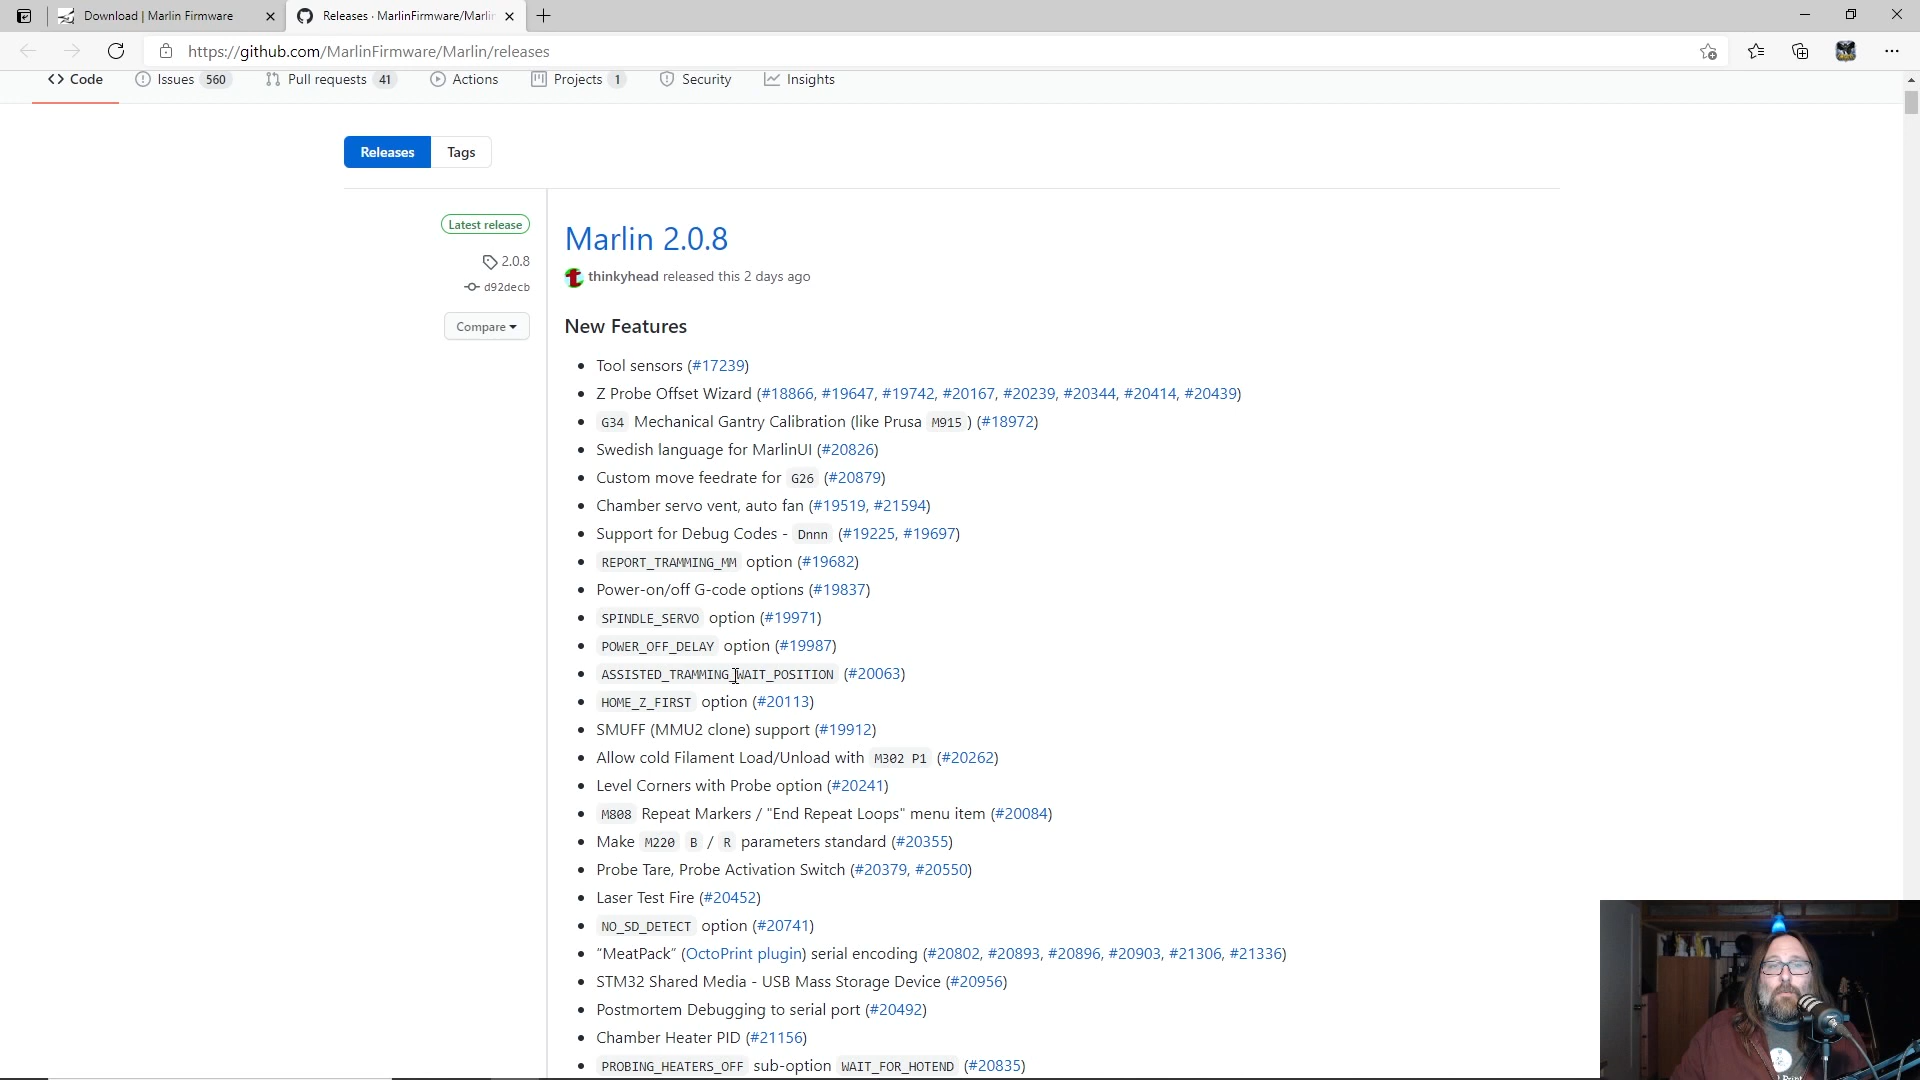 Download | Marlin Firmware
Releases · MarlinFirmware/Marlin
https://github.com/MarlinFirmware/Marlin/releases
<> Code
Issues 560
Pull requests 41
Actions
Projects 1
Security
Insights
Releases
Tags
Latest release
2.0.8
d92decb
Compare
Marlin 2.0.8
thinkyhead released this 2 days ago
New Features
Tool sensors (#17239)
Z Probe Offset Wizard (#18866, #19647, #19742, #20167, #20239, #20344, #20414, #20439)
G34 Mechanical Gantry Calibration (like Prusa M915 ) (#18972)
Swedish language for MarlinUI (#20826)
Custom move feedrate for G26 (#20879)
Chamber servo vent, auto fan (#19519, #21594)
Support for Debug Codes - Dnnn (#19225, #19697)
REPORT_TRAMMING_MM option (#19682)
Power-on/off G-code options (#19837)
SPINDLE_SERVO option (#19971)
POWER_OFF_DELAY option (#19987)
ASSISTED_TRAMMING_WAIT_POSITION (#20063)
HOME_Z_FIRST option (#20113)
SMUFF (MMU2 clone) support (#19912)
Allow cold Filament Load/Unload with M302 P1 (#20262)
Level Corners with Probe option (#20241)
M808 Repeat Markers / "End Repeat Loops" menu item (#20084)
Make M220 B / R parameters standard (#20355)
Probe Tare, Probe Activation Switch (#20379, #20550)
Laser Test Fire (#20452)
NO_SD_DETECT option (#20741)
“MeatPack” (OctoPrint plugin) serial encoding (#20802, #20893, #20896, #20903, #21306, #21336)
STM32 Shared Media - USB Mass Storage Device (#20956)
Postmortem Debugging to serial port (#20492)
Chamber Heater PID (#21156)
PROBING_HEATERS_OFF sub-option WAIT_FOR_HOTEND (#20835)